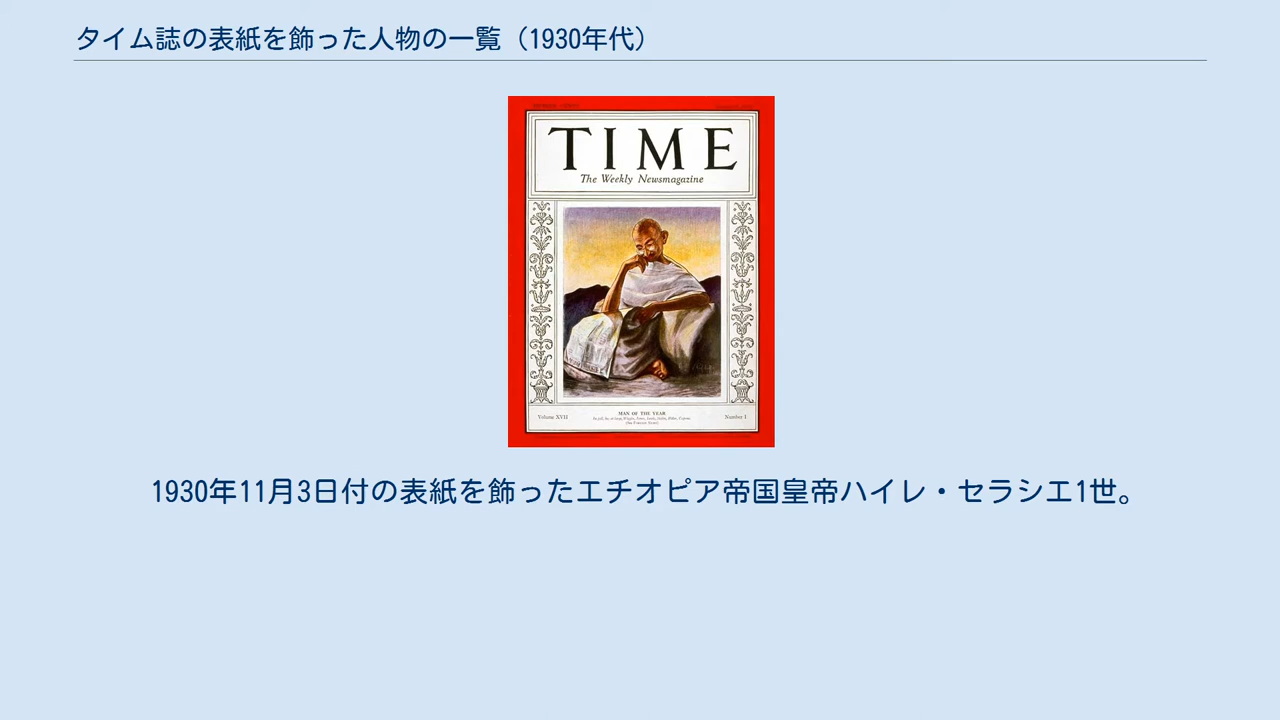 タイム誌の表紙を飾った人物の一覧（1930年代）
TIME
The Weekly Newsmagazine
Volume XVII
MAN OF THE YEAR
Number 1
1930年11月3日付の表紙を飾ったエチオピア帝国皇帝ハイレ・セラシエ1世。